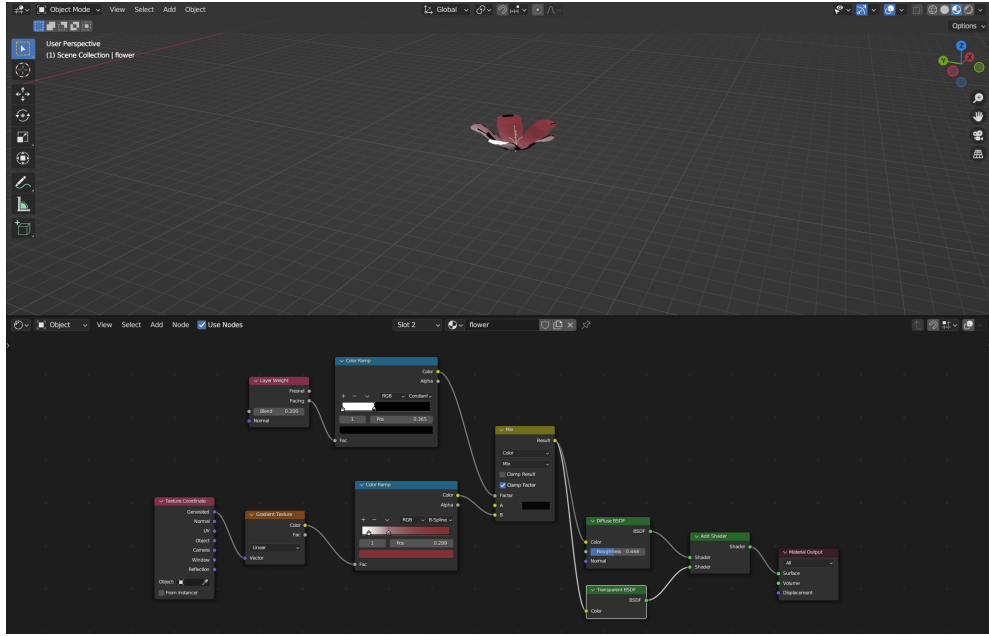 Object Mode View Select Add Object Global
Options
User Perspective
(1) Scene Collection | flower
Z
Y
X
Object View Select Add Node Use Nodes Slot 2 flower
Color Ramp
Color
Alpha
RGB Constant
1 Pos 0.365
Fac
Layer Weight
Fresnel
Facing
Blend 0.200
Normal
Mix
Result
Color
Mix
Clamp Result
Clamp Factor
Factor
A
B
Color Ramp
Color
Alpha
RGB B-Spline
1 Pos 0.299
Fac
Texture Coordinate
Generated
Normal
UV
Object
Camera
Window
Reflection
Object:
From Instancer
Gradient Texture
Color
Fac
Linear
Vector
Diffuse BSDF
BSDF
Color
Roughness 0.444
Normal
Add Shader
Shader
Shader
Shader
Material Output
All
Surface
Volume
Displacement
Transparent BSDF
BSDF
Color